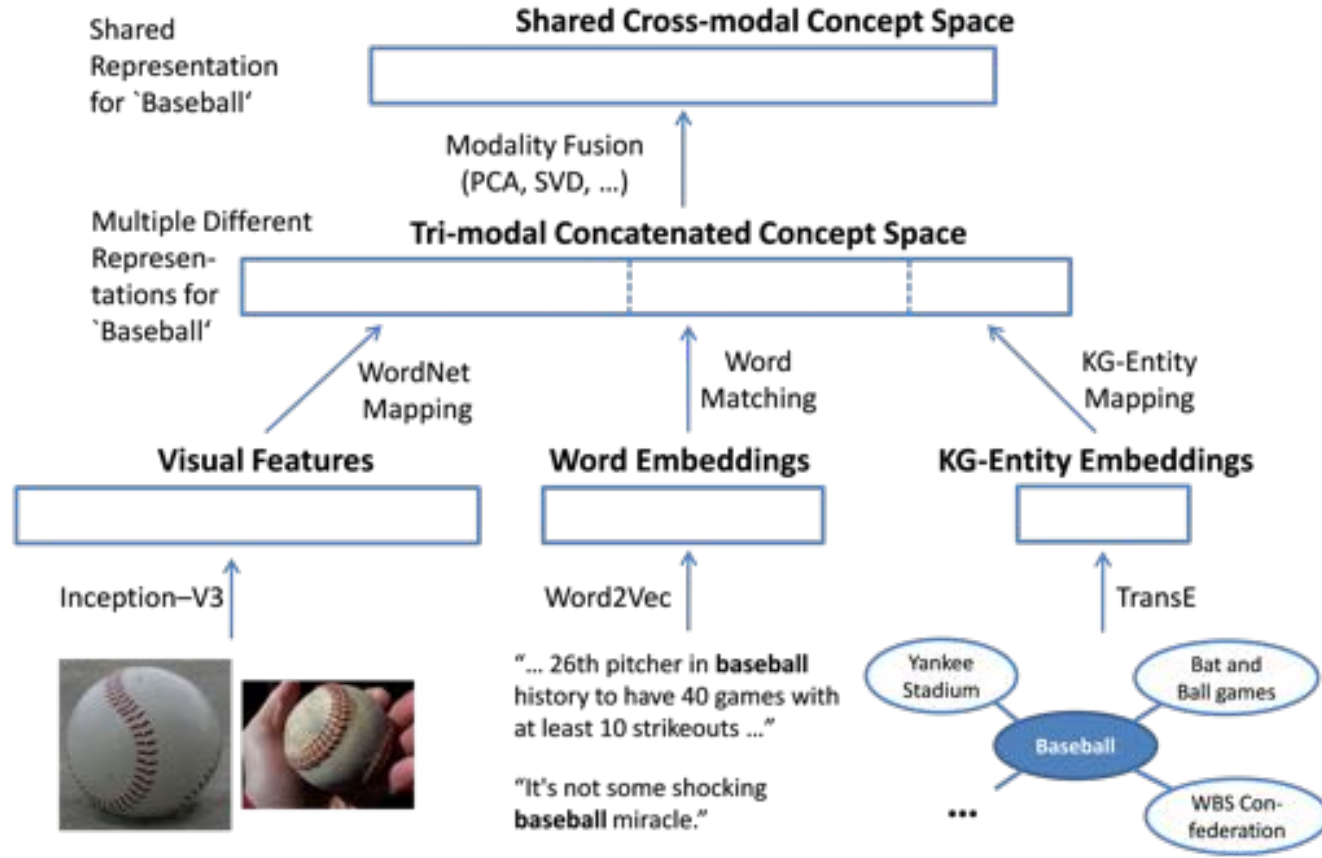 Shared Cross-modal Concept Space
Shared
Representation
for `Baseball‘
Modality Fusion
(PCA, SVD, ...)
Multiple Different
Represen-
tations for
`Baseball‘
Tri-modal Concatenated Concept Space
WordNet
Mapping
Word
Matching
KG-Entity
Mapping
Visual Features
Word Embeddings
KG-Entity Embeddings
Inception–V3
Word2Vec
TransE
“... 26th pitcher in baseball
history to have 40 games with
at least 10 strikeouts ...”
“It's not some shocking
baseball miracle.”
Yankee
Stadium
Bat and
Ball games
Baseball
...
WBS Con-
federation